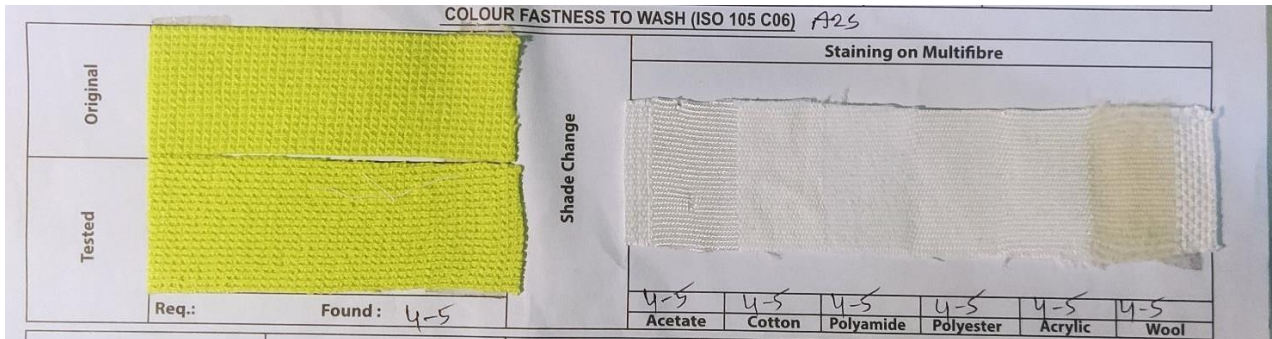 COLOUR FASTNESS TO WASH (ISO 105 C06) A2S
Original
Tested
Shade Change
Staining on Multifibre
Req.:
Found : 4-5
4-5 4-5 4-5 4-5 4-5 4-5
Acetate Cotton Polyamide Polyester Acrylic Wool